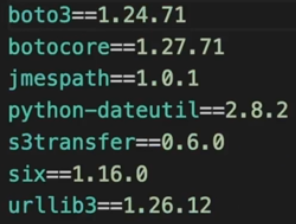 boto3==1.24.71
botocore==1.27.71
jmespath==1.0.1
python-dateutil==2.8.2
s3transfer==0.6.0
six==1.16.0
urllib3==1.26.12